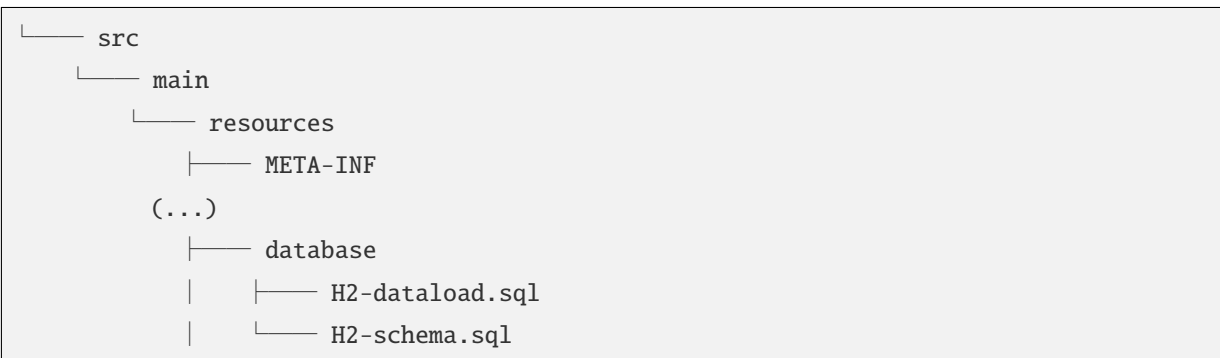 └── src
    └── main
        └── resources
            ├── META-INF
         (...)
            ├── database
            │   ├── H2-dataload.sql
            │   └── H2-schema.sql